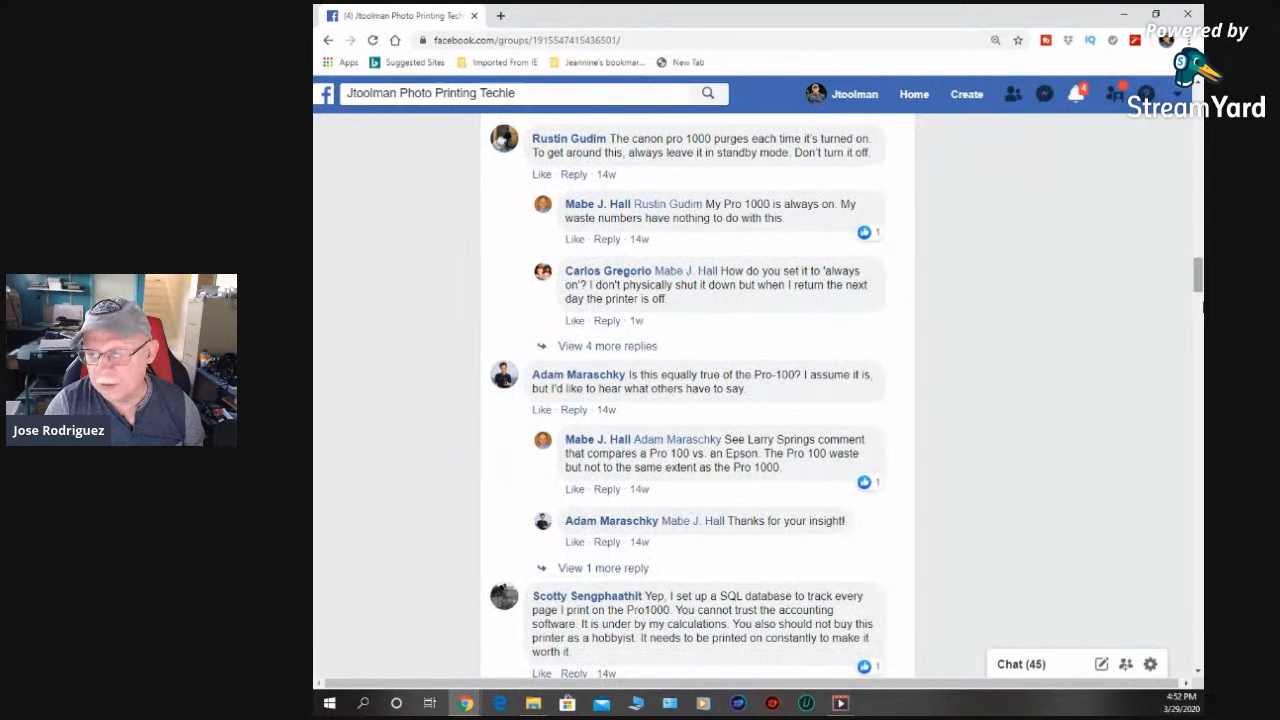 (4) Jtoolman Photo Printing Tech
facebook.com/groups/1915547415436501/
Apps Suggested Sites Imported From IE Jeannine's bookmar... New Tab
Powered by
StreamYard
Jtoolman Photo Printing Techie
Jtoolman Home Create 4
Rustin Gudim The canon pro 1000 purges each time it's turned on.
To get around this, always leave it in standby mode. Don't turn it off.
Like · Reply · 14w
Mabe J. Hall Rustin Gudim My Pro 1000 is always on. My
waste numbers have nothing to do with this.
1
Like · Reply · 14w
Carlos Gregorio Mabe J. Hall How do you set it to 'always
on'? I don't physically shut it down but when I return the next
day the printer is off.
Like · Reply · 1w
View 4 more replies
Adam Maraschky Is this equally true of the Pro-100? I assume it is,
but I'd like to hear what others have to say.
Like · Reply · 14w
Mabe J. Hall Adam Maraschky See Larry Springs comment
that compares a Pro 100 vs. an Epson. The Pro 100 waste
but not to the same extent as the Pro 1000.
1
Like · Reply · 14w
Adam Maraschky Mabe J. Hall Thanks for your insight!
Like · Reply · 14w
View 1 more reply
Scotty Sengphaathit Yep, I set up a SQL database to track every
page I print on the Pro1000. You cannot trust the accounting
software. It is under by my calculations. You also should not buy this
printer as a hobbyist. It needs to be printed on constantly to make it
worth it.
1
Like · Reply · 14w
Jose Rodriguez
Chat (45)
4:52 PM
3/29/2020